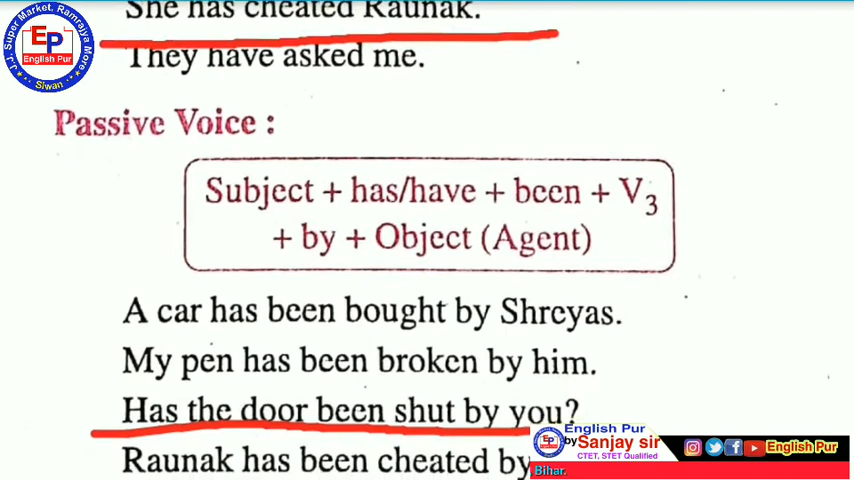 She has cheated Raunak.
They have asked me.
Passive Voice :
Subject + has/have + been + V3
+ by + Object (Agent)
A car has been bought by Shreyas.
My pen has been broken by him.
Has the door been shut by you?
Raunak has been cheated by
J.J. Super Market, Ramrajya More
EP
English Pur
Siwan
English Pur
by Sanjay sir
CTET, STET Qualified
English Pur
Bihar.